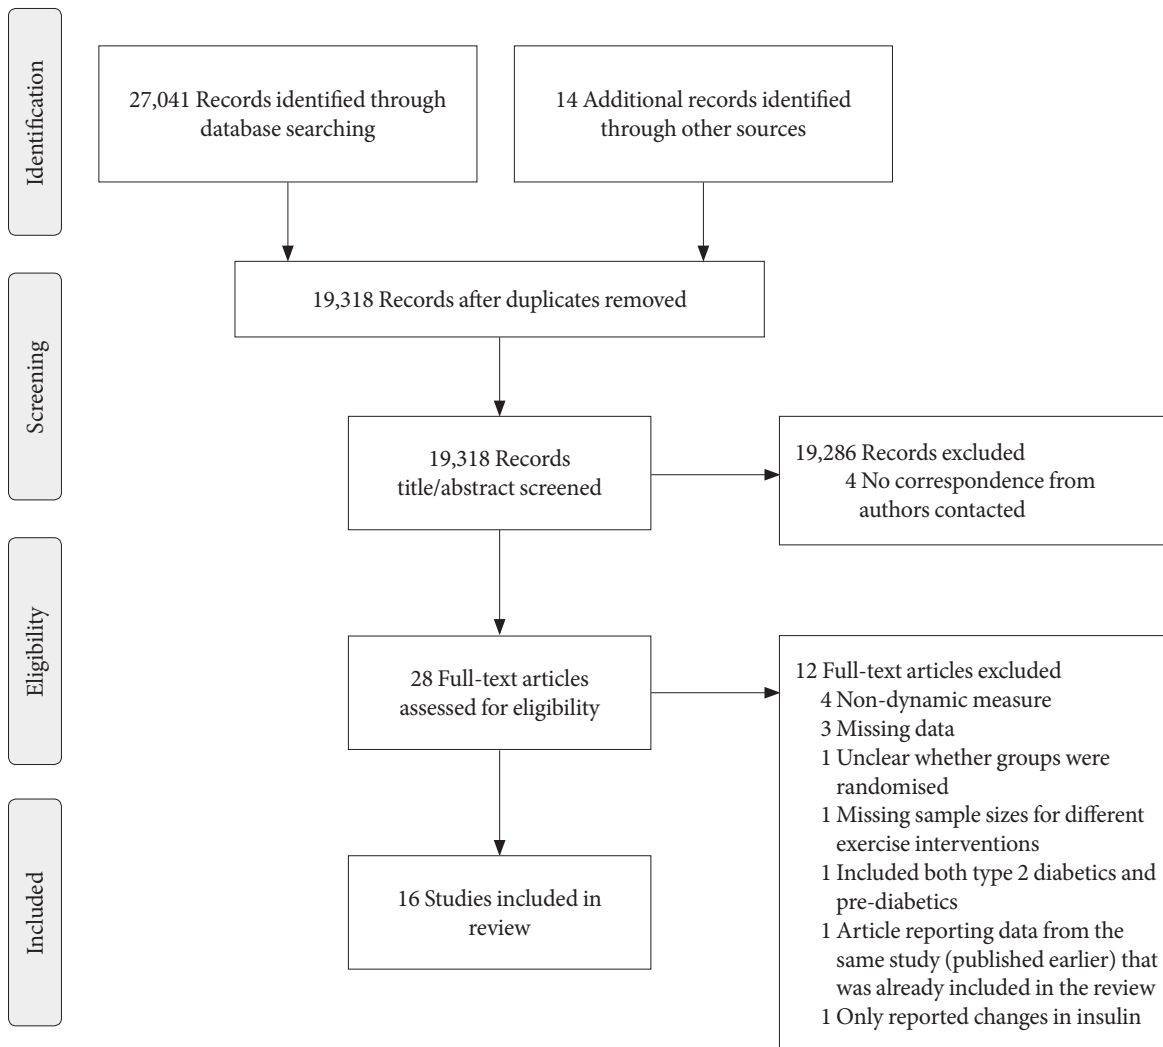 Identification
27,041 Records identified through
database searching
14 Additional records identified
through other sources
19,318 Records after duplicates removed
Screening
19,318 Records
title/abstract screened
19,286 Records excluded
4 No correspondence from
authors contacted
Eligibility
28 Full-text articles
assessed for eligibility
12 Full-text articles excluded
4 Non-dynamic measure
3 Missing data
1 Unclear whether groups were
randomised
1 Missing sample sizes for different
exercise interventions
1 Included both type 2 diabetics and
pre-diabetics
1 Article reporting data from the
same study (published earlier) that
was already included in the review
1 Only reported changes in insulin
Included
16 Studies included in
review